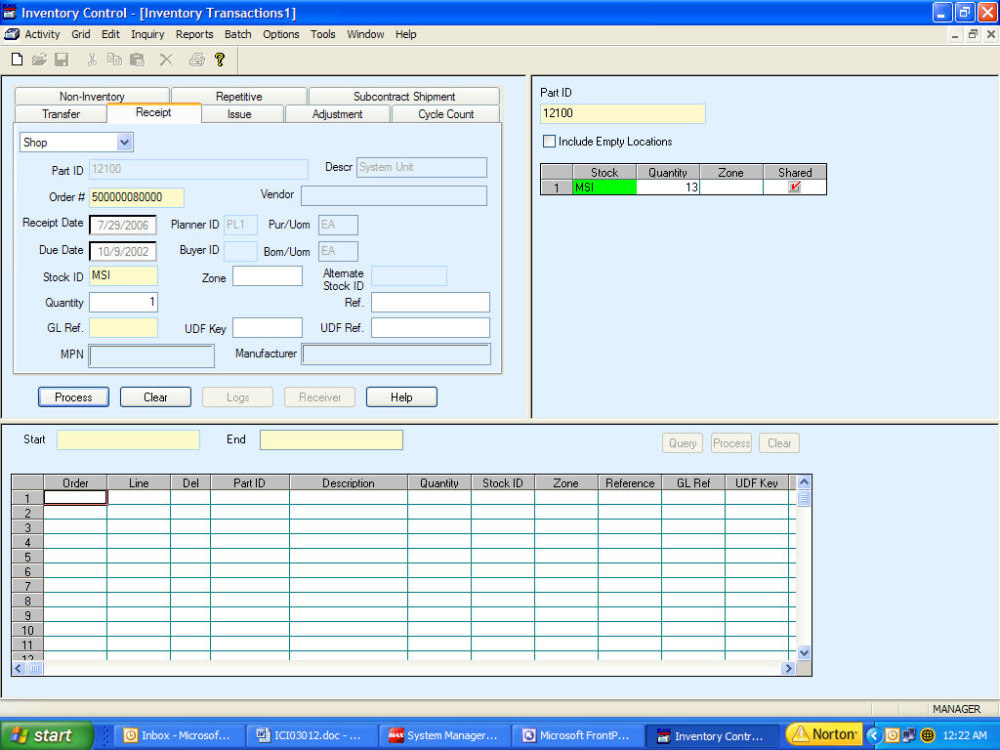 Inventory Control - [Inventory Transactions1]
Activity Grid Edit Inquiry Reports Batch Options Tools Window Help
Non-Inventory Repetitive Subcontract Shipment
Transfer Receipt Issue Adjustment Cycle Count
Shop
Part ID 12100 Descr System Unit
Order # 500000080000 Vendor
Receipt Date 7/29/2006 Planner ID PL1 Pur/Uom EA
Due Date 10/9/2002 Buyer ID Bom/Uom EA
Stock ID MSI Zone Alternate
Stock ID
Quantity 1 Ref.
GL Ref. UDF Key UDF Ref.
MPN Manufacturer
Process Clear Logs Receiver Help
Part ID
12100
Include Empty Locations
Stock Quantity Zone Shared
1 MSI 13
Start End Query Process Clear
Order Line Del Part ID Description Quantity Stock ID Zone Reference GL Ref UDF Key
1
2
3
4
5
6
7
8
9
10
11
12
MANAGER
start Inbox - Microsof... ICI03012.doc - ... MAX System Manager... Microsoft FrontP... Inventory Contr... Norton 12:22 AM